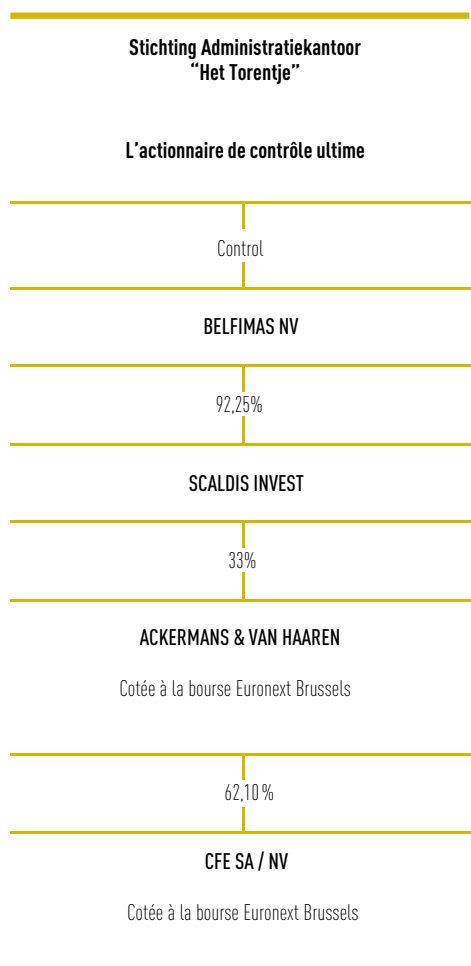 Stichting Administratiekantoor
“Het Torentje”
L’actionnaire de contrôle ultime
Control
BELFIMAS NV
92,25%
SCALDIS INVEST
33%
ACKERMANS & VAN HAAREN
Cotée à la bourse Euronext Brussels
62,10 %
CFE SA / NV
Cotée à la bourse Euronext Brussels